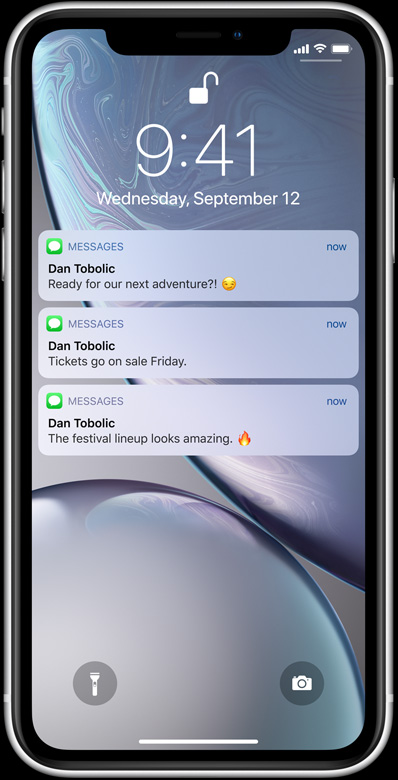 9:41
Wednesday, September 12
MESSAGES now
Dan Tobolic
Ready for our next adventure?! 😏
MESSAGES now
Dan Tobolic
Tickets go on sale Friday.
MESSAGES now
Dan Tobolic
The festival lineup looks amazing. 🔥